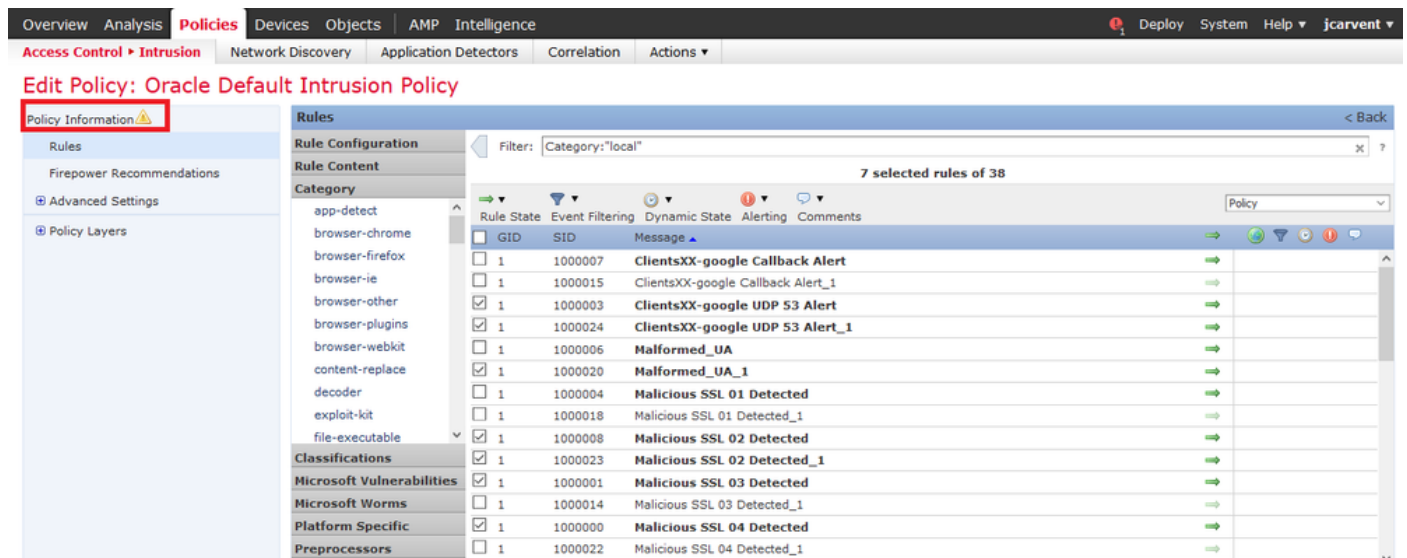 Overview Analysis Policies Devices Objects AMP Intelligence 1 Deploy System Help ▾ jcarvent ▾
Access Control ▸ Intrusion Network Discovery Application Detectors Correlation Actions ▾
Edit Policy: Oracle Default Intrusion Policy
Policy Information
Rules
Firepower Recommendations
Advanced Settings
Policy Layers
Rules < Back
Rule Configuration
Rule Content
Category
app-detect
browser-chrome
browser-firefox
browser-ie
browser-other
browser-plugins
browser-webkit
content-replace
decoder
exploit-kit
file-executable
Classifications
Microsoft Vulnerabilities
Microsoft Worms
Platform Specific
Preprocessors
Filter: Category:"local" x ?
7 selected rules of 38
Rule State Event Filtering Dynamic State Alerting Comments
Policy
GID SID Message
1 1000007 ClientsXX-google Callback Alert
1 1000015 ClientsXX-google Callback Alert_1
1 1000003 ClientsXX-google UDP 53 Alert
1 1000024 ClientsXX-google UDP 53 Alert_1
1 1000006 Malformed_UA
1 1000020 Malformed_UA_1
1 1000004 Malicious SSL 01 Detected
1 1000018 Malicious SSL 01 Detected_1
1 1000008 Malicious SSL 02 Detected
1 1000023 Malicious SSL 02 Detected_1
1 1000001 Malicious SSL 03 Detected
1 1000014 Malicious SSL 03 Detected_1
1 1000000 Malicious SSL 04 Detected
1 1000022 Malicious SSL 04 Detected_1